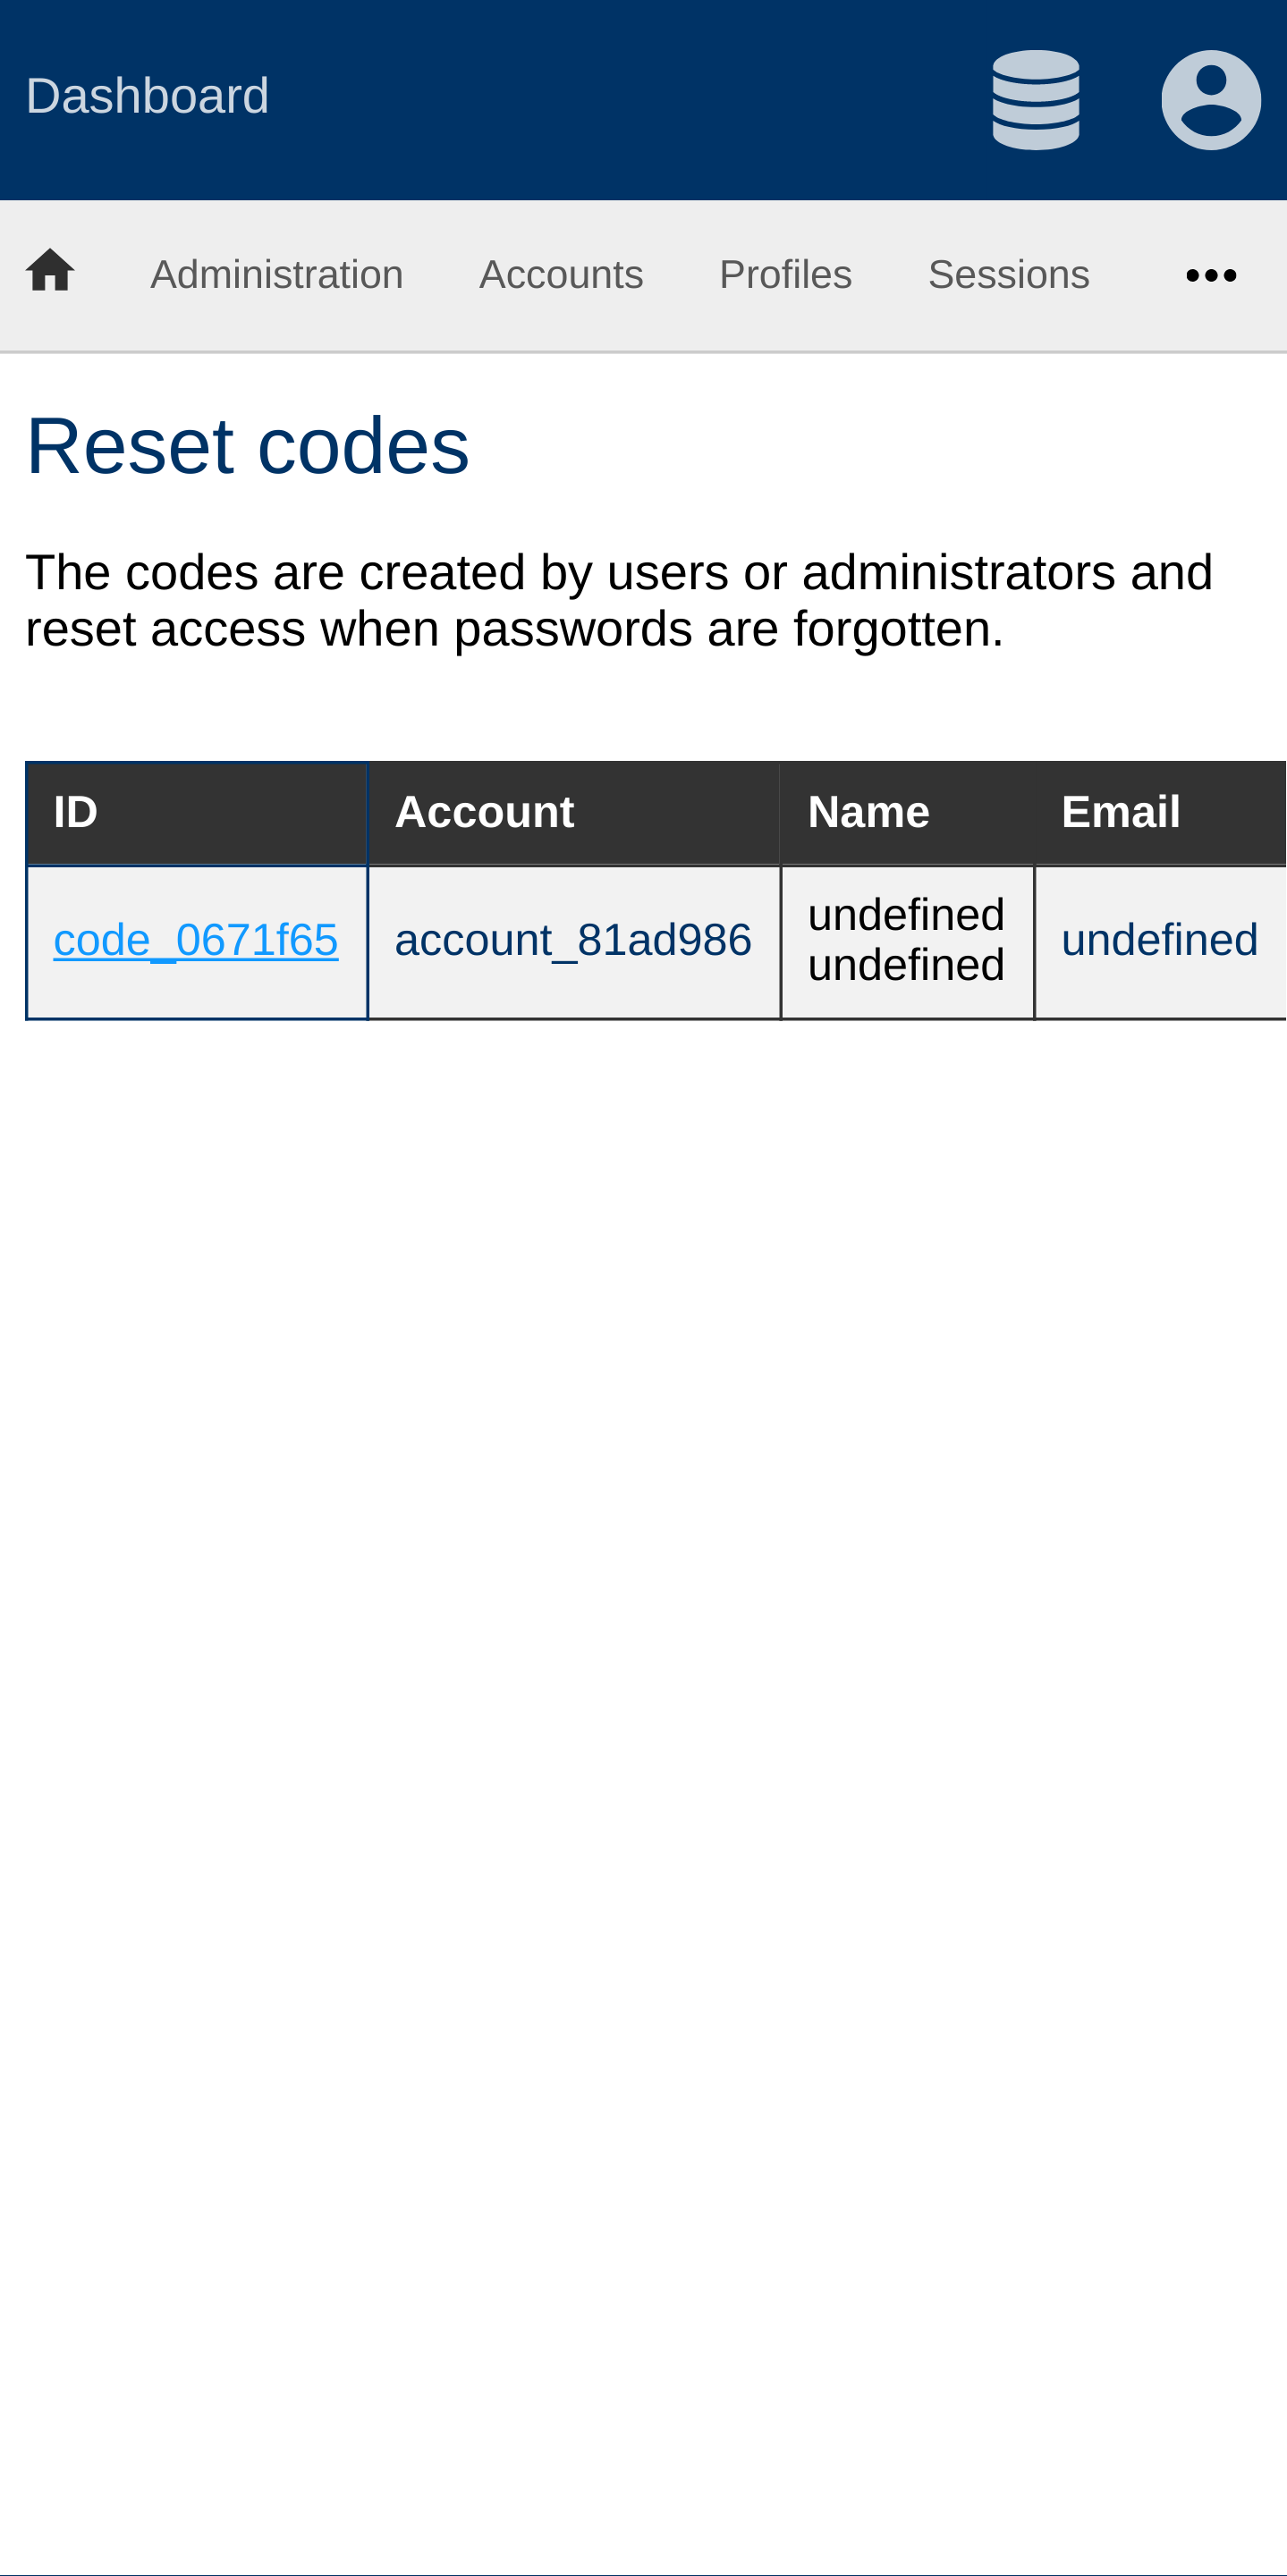 Dashboard
Administration Accounts Profiles Sessions •••
Reset codes
The codes are created by users or administrators and
reset access when passwords are forgotten.
ID Account Name Email
code_0671f65 account_81ad986 undefined undefined undefined